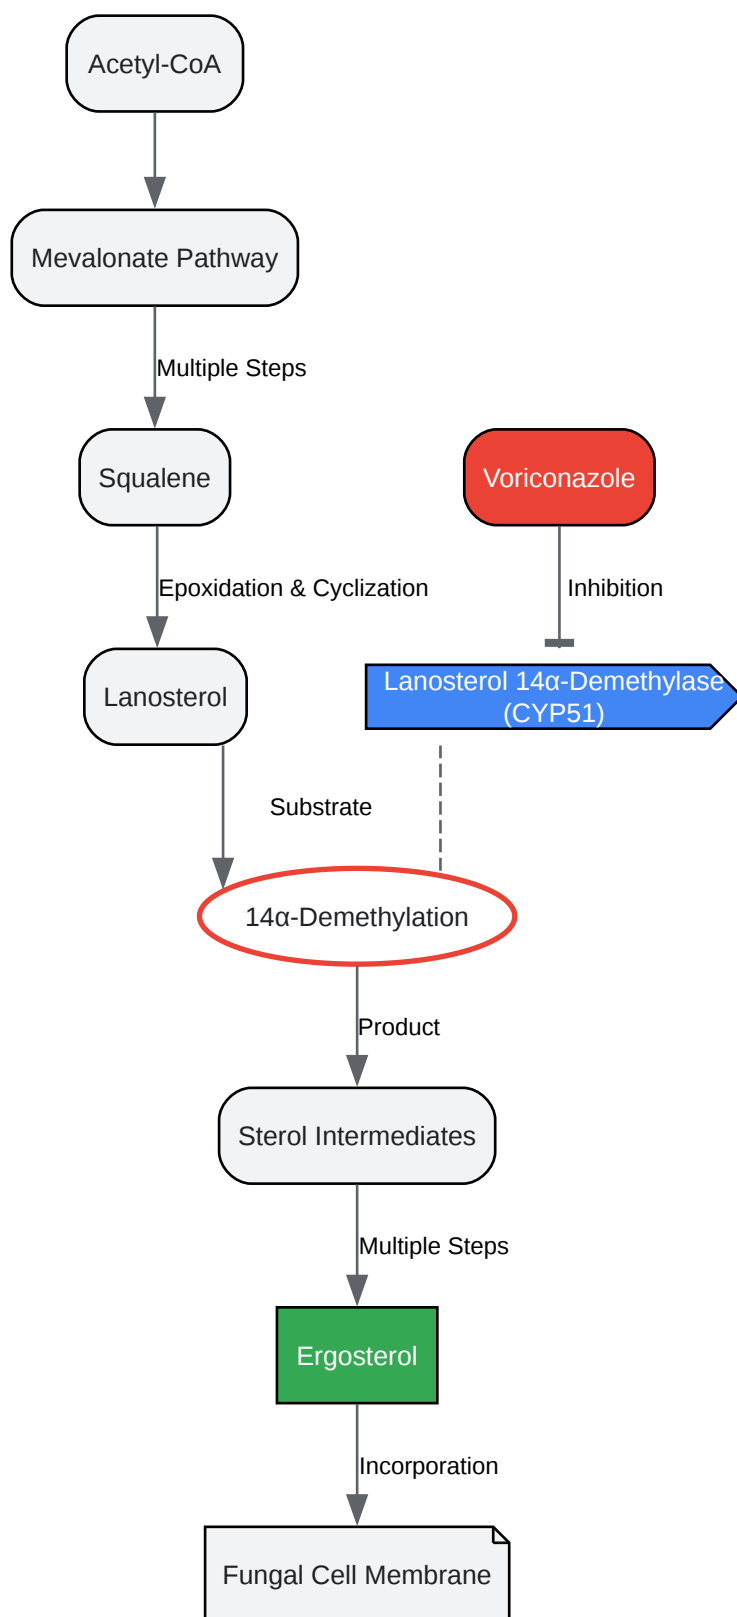 Acetyl-CoA
Mevalonate Pathway
Multiple Steps
Squalene
Voriconazole
Epoxidation & Cyclization
Inhibition
Lanosterol
Lanosterol 14α-Demethylase
(CYP51)
Substrate
14α-Demethylation
Product
Sterol Intermediates
Multiple Steps
Ergosterol
Incorporation
Fungal Cell Membrane